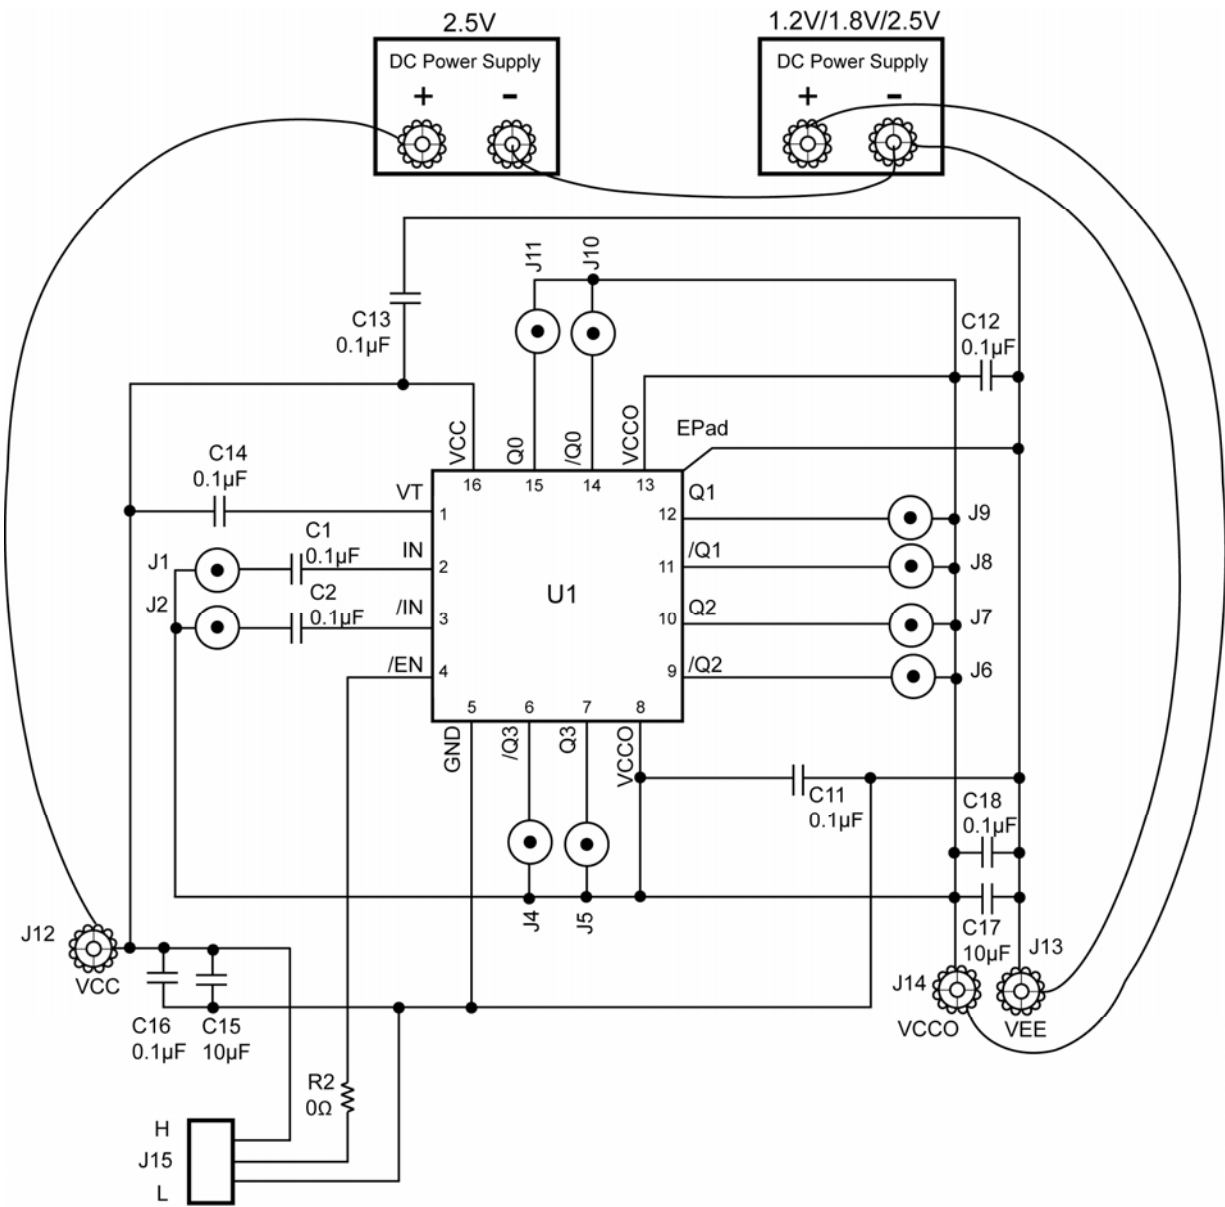 2.5V
1.2V/1.8V/2.5V
DC Power Supply
DC Power Supply
+
-
+
-
J11
J10
C13
0.1µF
C12
0.1µF
VCC
Q0
/Q0
VCCO
EPad
C14
0.1µF
VT
16
15
14
13
Q1
1
12
J9
C1
0.1µF
IN
/Q1
J1
2
11
J8
C2
0.1µF
J2
/IN
U1
Q2
3
10
J7
/EN
4
9
/Q2
J6
5
6
7
8
GND
/Q3
Q3
VCCO
C11
0.1µF
C18
0.1µF
J4
J5
C17
10µF
J12
VCC
J13
J14
VCCO
VEE
C16
0.1µF
C15
10µF
R2
0Ω
H
J15
L